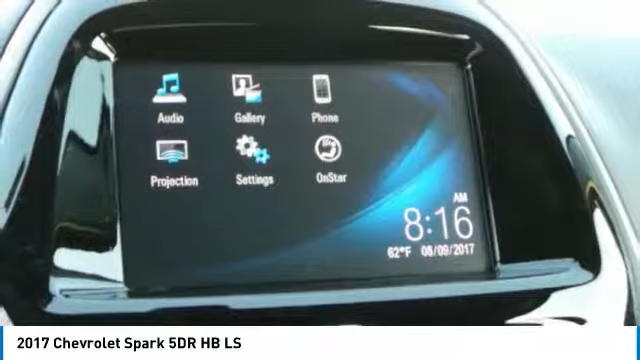 Audio Gallery Phone
Projection Settings OnStar
AM
8:16
62°F 08/09/2017
2017 Chevrolet Spark 5DR HB LS